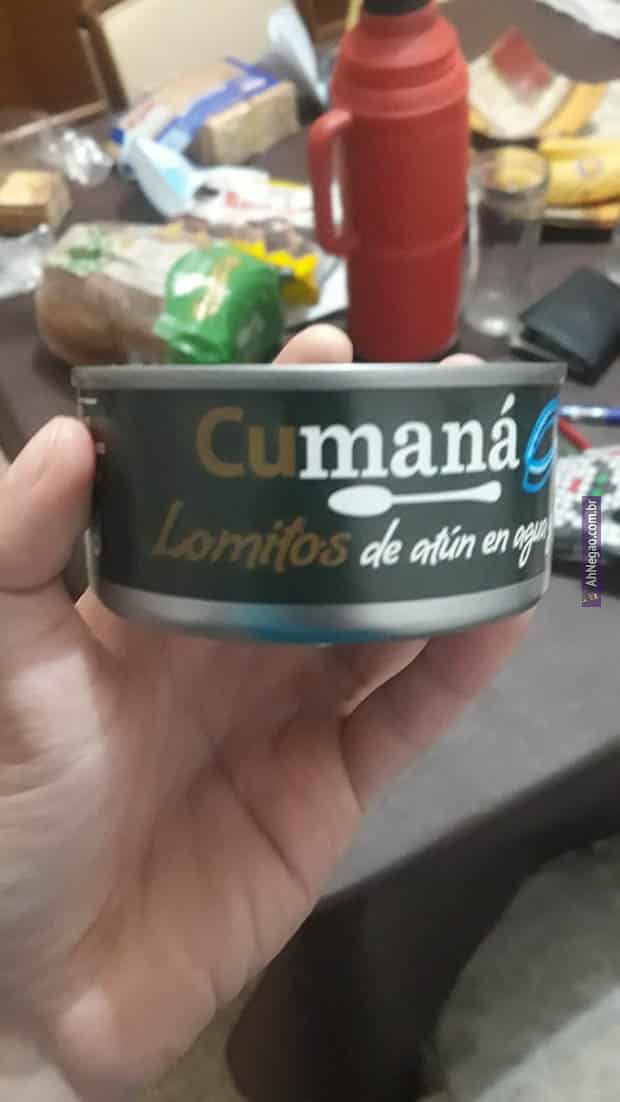 Cumaná
Lomitos de atún en agua
AhNegao.com.br